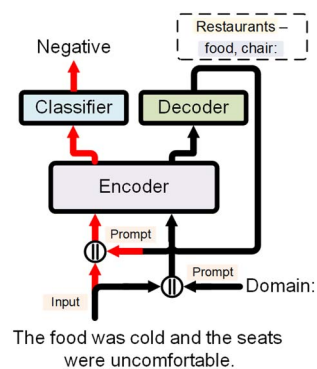 Restaurants –
food, chair:
Negative
Classifier
Decoder
Encoder
Prompt
||
Prompt
||
Domain:
Input
The food was cold and the seats
were uncomfortable.